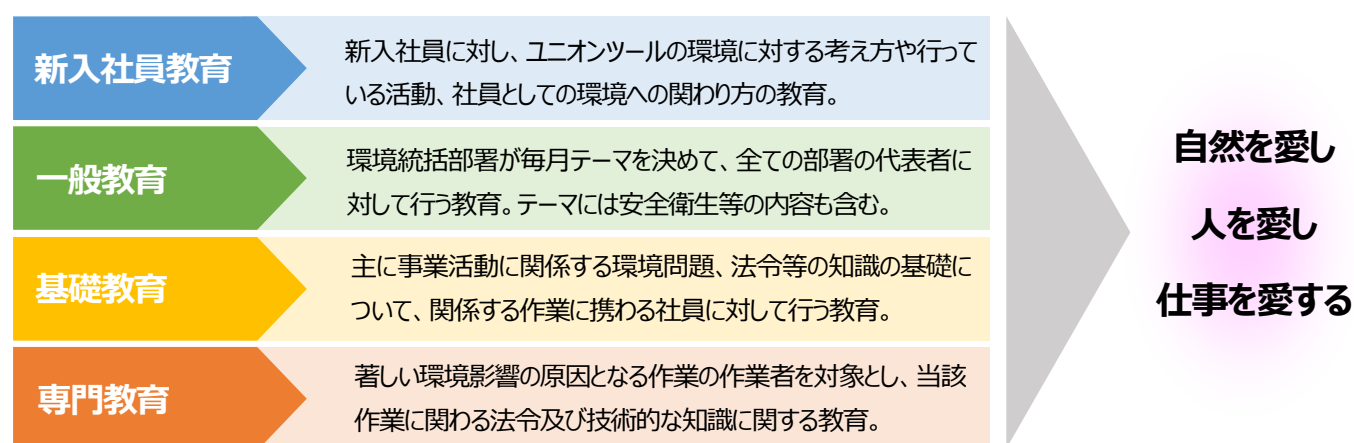 新入社員教育
新入社員に対し、ユニオンツールの環境に対する考え方や行って
いる活動、社員としての環境への関わり方の教育。
一般教育
環境統括部署が毎月テーマを決めて、全ての部署の代表者に
対して行う教育。テーマには安全衛生等の内容も含む。
基礎教育
主に事業活動に関係する環境問題、法令等の知識の基礎に
ついて、関係する作業に携わる社員に対して行う教育。
専門教育
著しい環境影響の原因となる作業の作業者を対象とし、当該
作業に関わる法令及び技術的な知識に関する教育。
自然を愛し
人を愛し
仕事を愛する